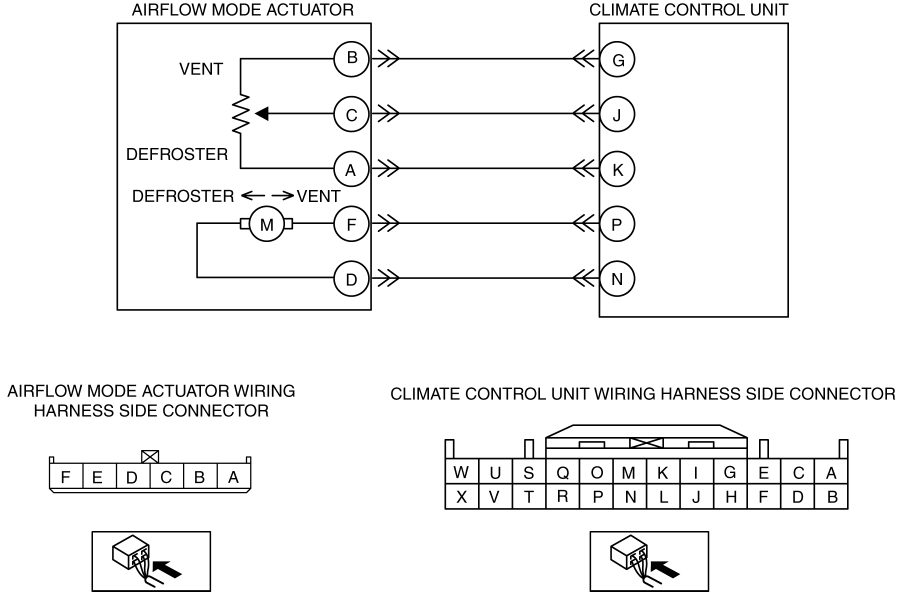 AIRFLOW MODE ACTUATOR
CLIMATE CONTROL UNIT
B
G
VENT
C
J
DEFROSTER
A
K
DEFROSTER
VENT
M
F
P
D
N
AIRFLOW MODE ACTUATOR WIRING
HARNESS SIDE CONNECTOR
CLIMATE CONTROL UNIT WIRING HARNESS SIDE CONNECTOR
F E D C B A
W U S Q O M K I G E C A
X V T R P N L J H F D B